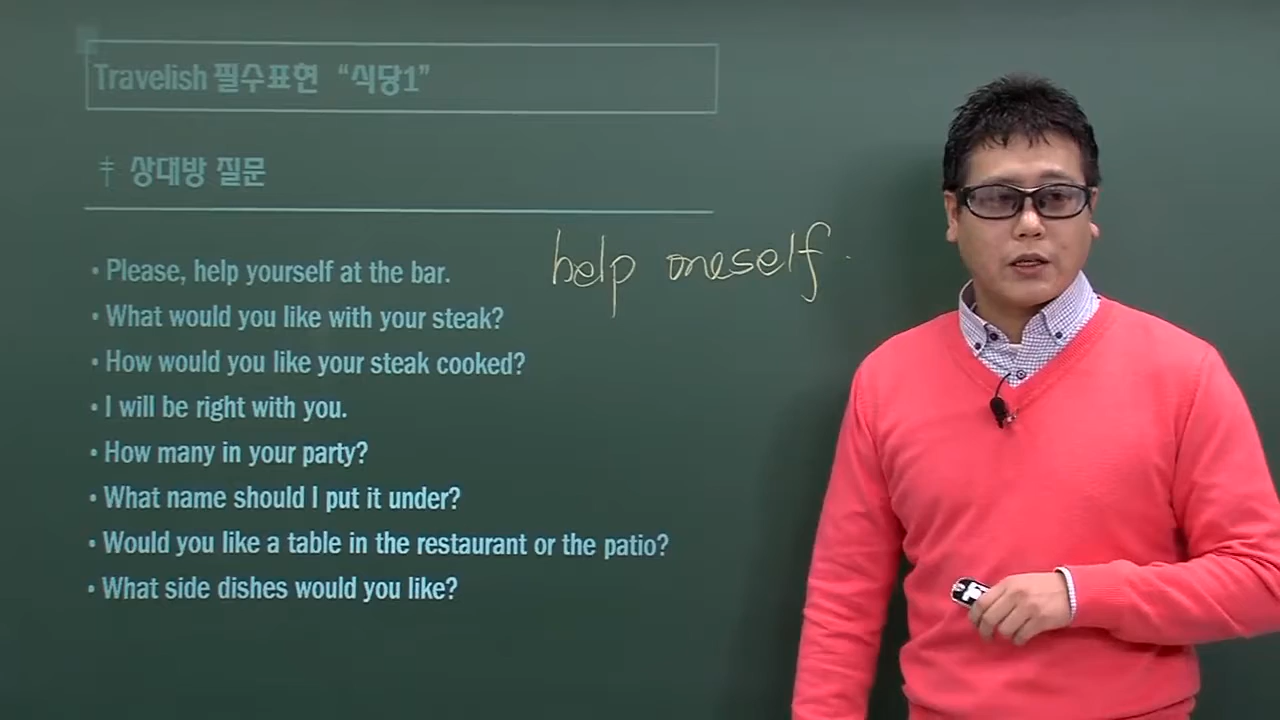 Travelish 필수표현 “식당1”
ǂ 상대방 질문
• Please, help yourself at the bar.
help oneself.
• What would you like with your steak?
• How would you like your steak cooked?
• I will be right with you.
• How many in your party?
• What name should I put it under?
• Would you like a table in the restaurant or the patio?
• What side dishes would you like?